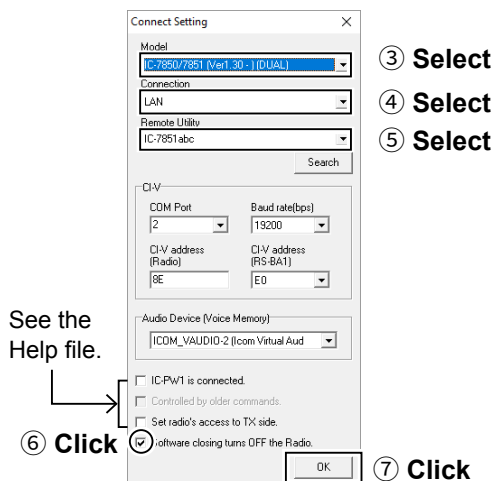 Connect Setting
Model
IC-7850/7851 (Ver1.30 - ) (DUAL)
③ Select
Connection
LAN
④ Select
Remote Utility
IC-7851abc
⑤ Select
Search
CI-V
COM Port Baud rate(bps)
2 19200
CI-V address CI-V address
(Radio) (RS-BA1)
8E E0
Audio Device (Voice Memory)
ICOM_VAUDIO-2 (Icom Virtual Aud
See the
Help file.
IC-PW1 is connected.
Controlled by older commands.
Set radio's access to TX side.
⑥ Click
Software closing turns OFF the Radio.
OK
⑦ Click